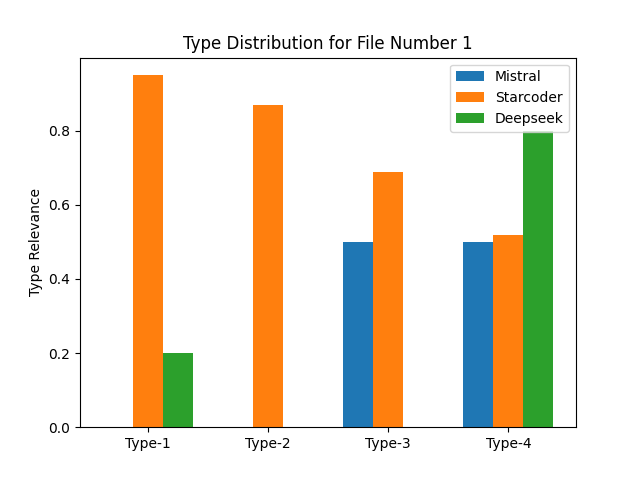 Type Distribution for File Number 1
Mistral
Starcoder
Deepseek
Type Relevance
0.8
0.6
0.4
0.2
0.0
Type-1 Type-2 Type-3 Type-4